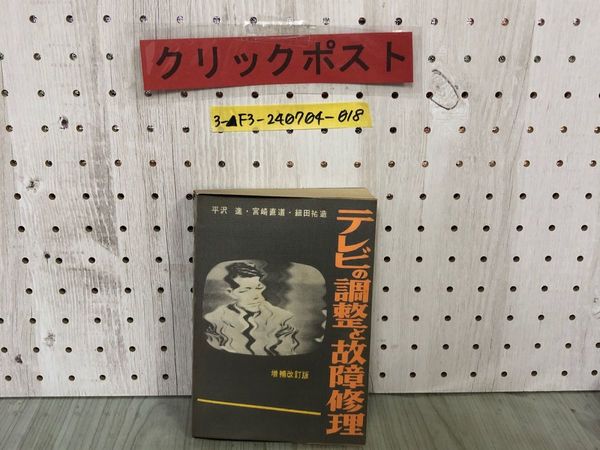 クリックポスト
3-▲F3-240704-018
平沢 進・宮崎直道・細田祐造
テレビの調整と故障修理
増補改訂版